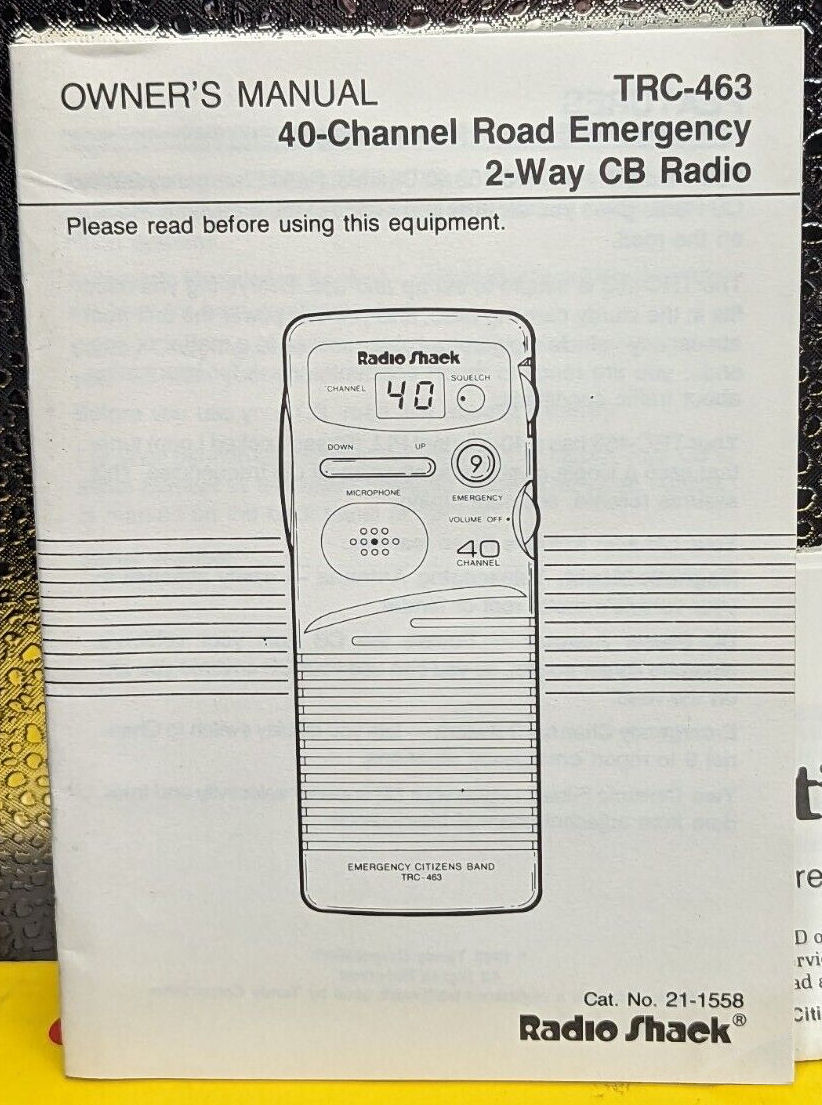 OWNER'S MANUAL
TRC-463
40-Channel Road Emergency
2-Way CB Radio
Please read before using this equipment.
Radio Shack
CHANNEL
40
SQUELCH
DOWN
UP
9
MICROPHONE
EMERGENCY
VOLUME OFF
40
CHANNEL
EMERGENCY CITIZENS BAND
TRC-463
Cat. No. 21-1558
Radio Shack®